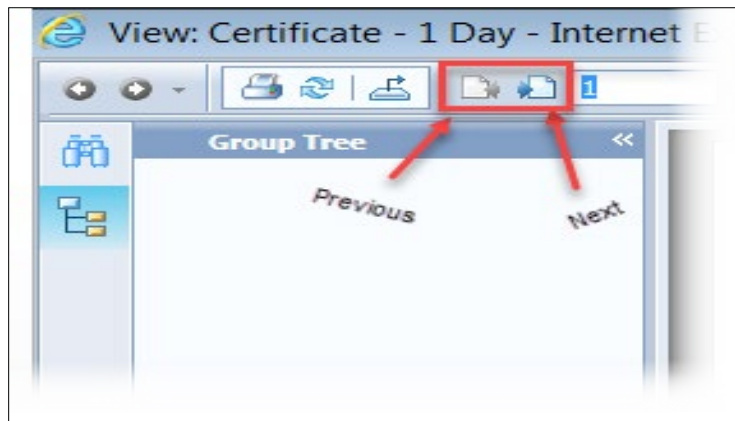 View: Certificate - 1 Day - Internet E
1
Group Tree
Previous
Next